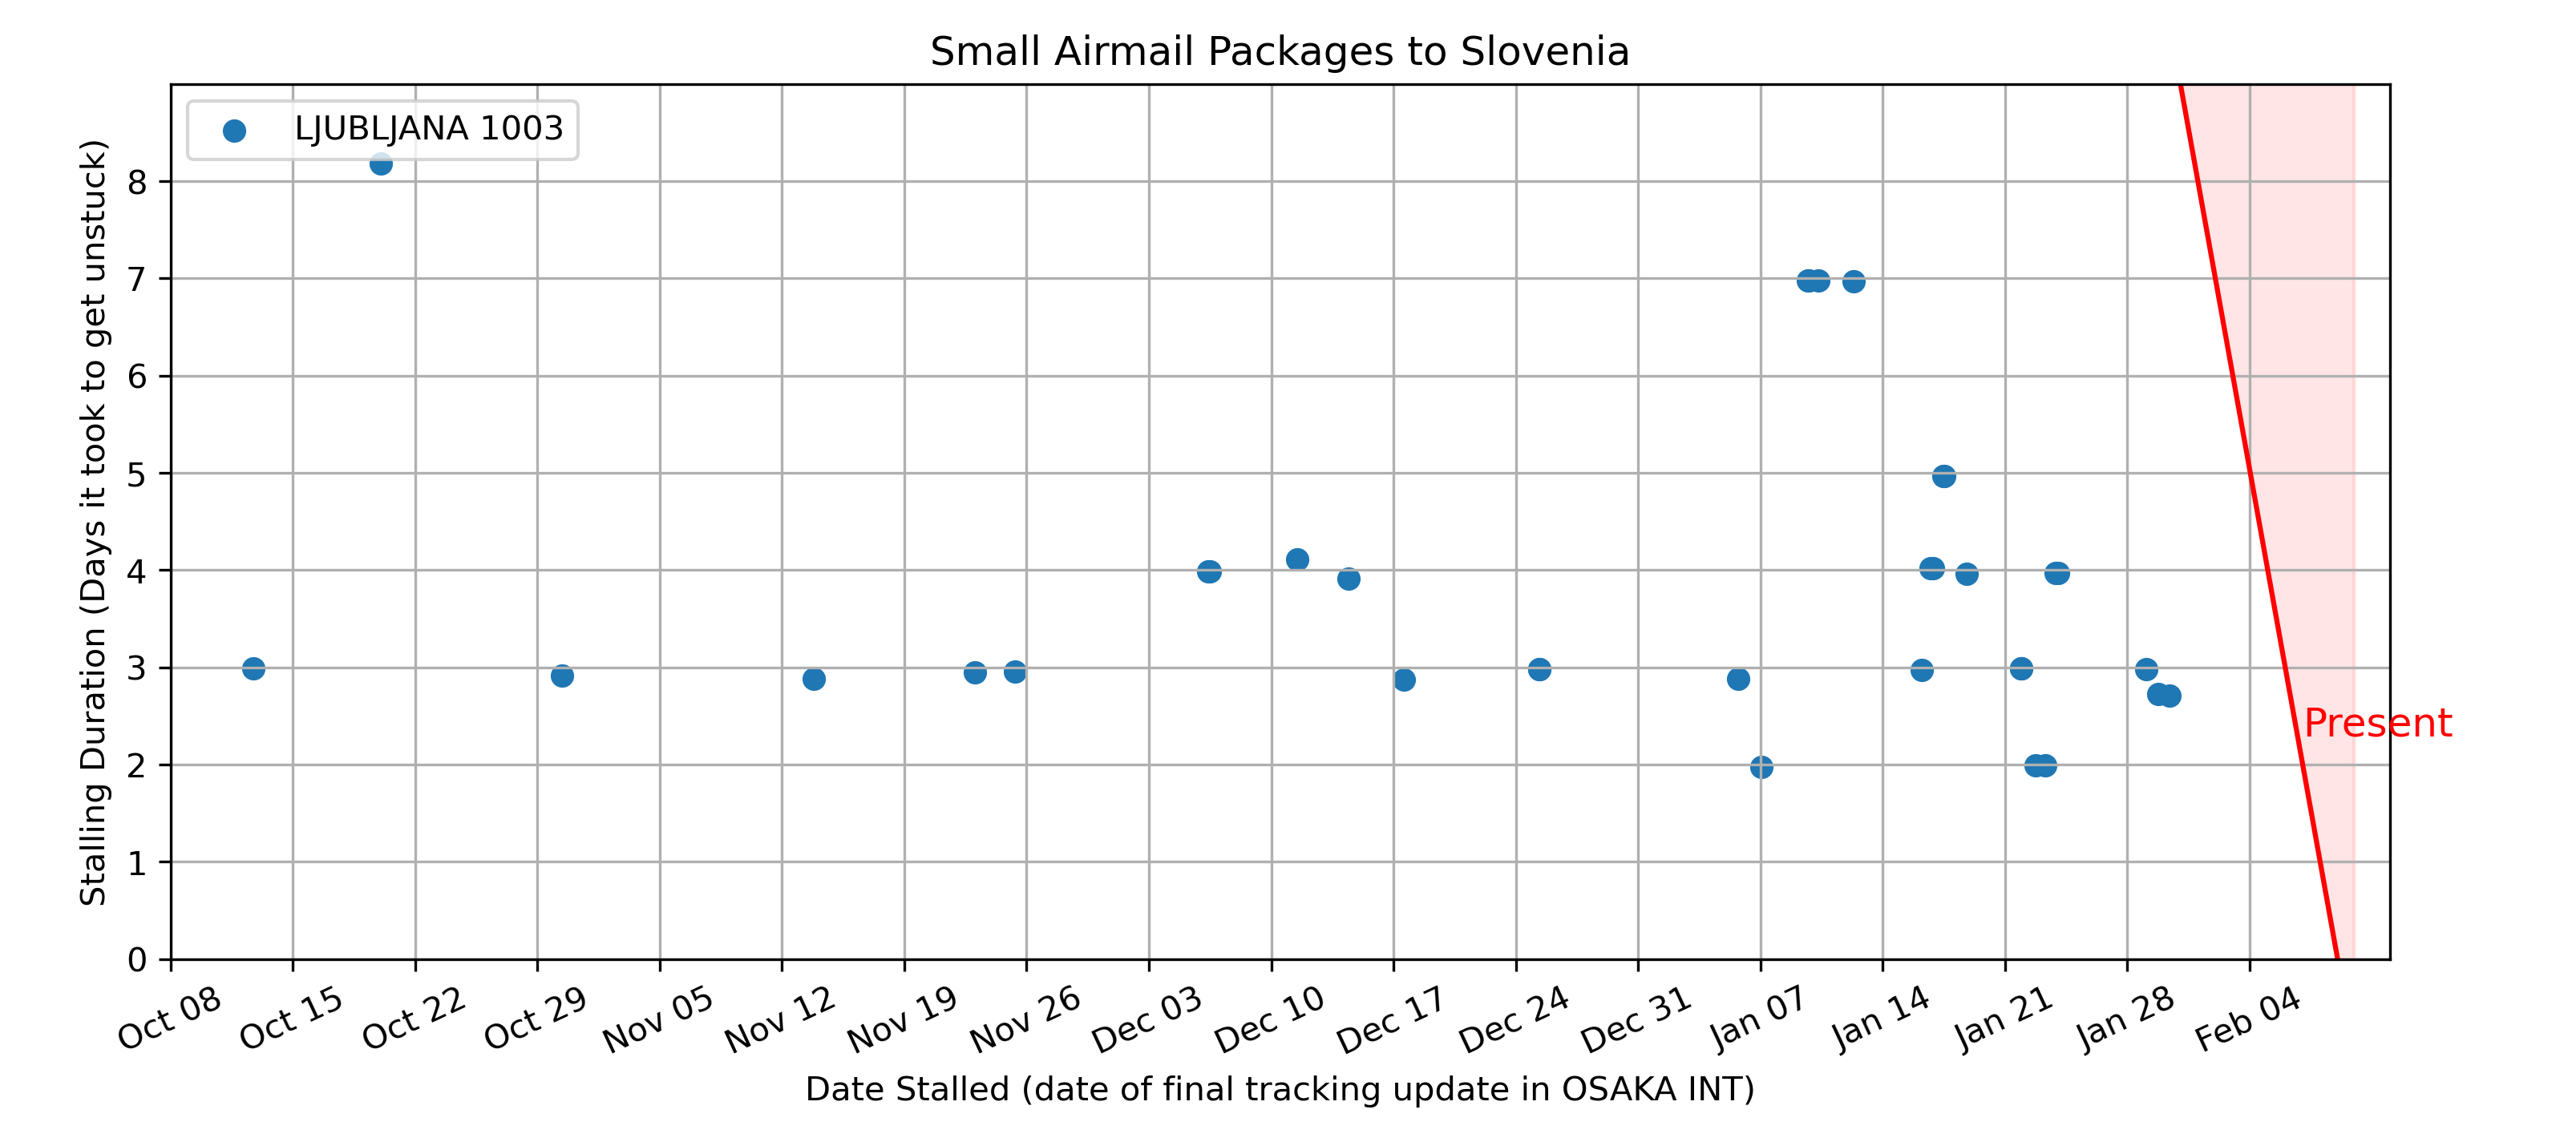 Small Airmail Packages to Slovenia
LJUBLJANA 1003
Stalling Duration (Days it took to get unstuck)
8
7
6
5
4
3
2
1
0
Present
Oct 08
Oct 15
Oct 22
Oct 29
Nov 05
Nov 12
Nov 19
Nov 26
Dec 03
Dec 10
Dec 17
Dec 24
Dec 31
Jan 07
Jan 14
Jan 21
Jan 28
Feb 04
Date Stalled (date of final tracking update in OSAKA INT)